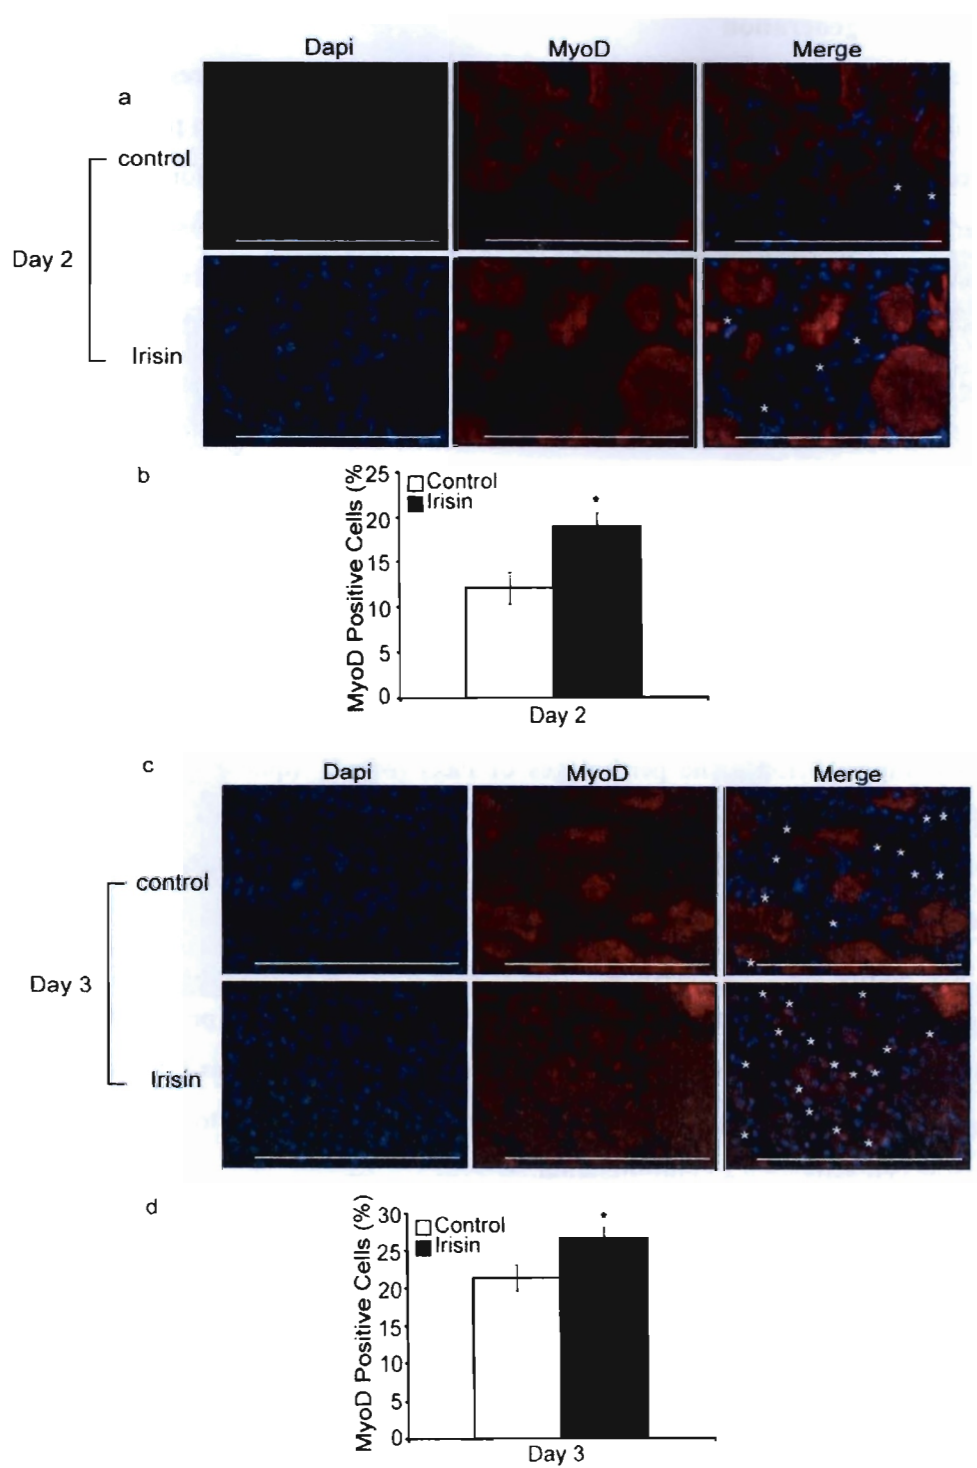 Dapi MyoD Merge
a
control
Day 2
Irisin
b
MyoD Positive Cells (%
25
20
15
10
5
0
Control
Irisin
*
Day 2
c
Dapi MyoD Merge
control
Day 3
Irisin
d
MyoD Positive Cells (%)
30
25
20
15
10
5
0
Control
Irisin
*
Day 3